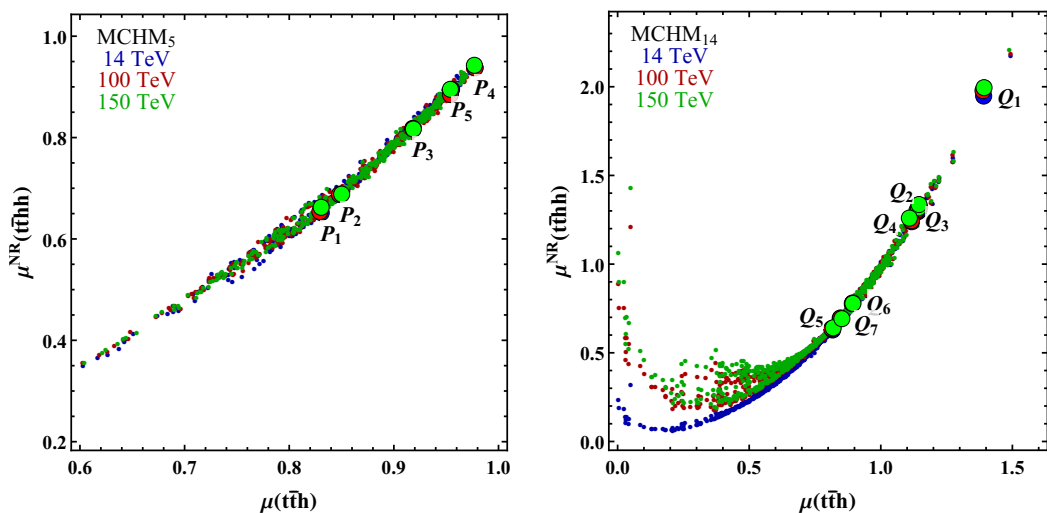 MCHM₅
14 TeV
100 TeV
150 TeV
P₄
P₅
P₃
P₂
P₁
1.0
0.8
0.6
0.4
0.2
μᴺᴿ(tt̄hh)
0.6 0.7 0.8 0.9 1.0
μ(tt̄h)
MCHM₁₄
14 TeV
100 TeV
150 TeV
Q₁
Q₂
Q₄ Q₃
Q₆
Q₅
Q₇
2.0
1.5
1.0
0.5
0.0
μᴺᴿ(tt̄hh)
0.0 0.5 1.0 1.5
μ(tt̄h)